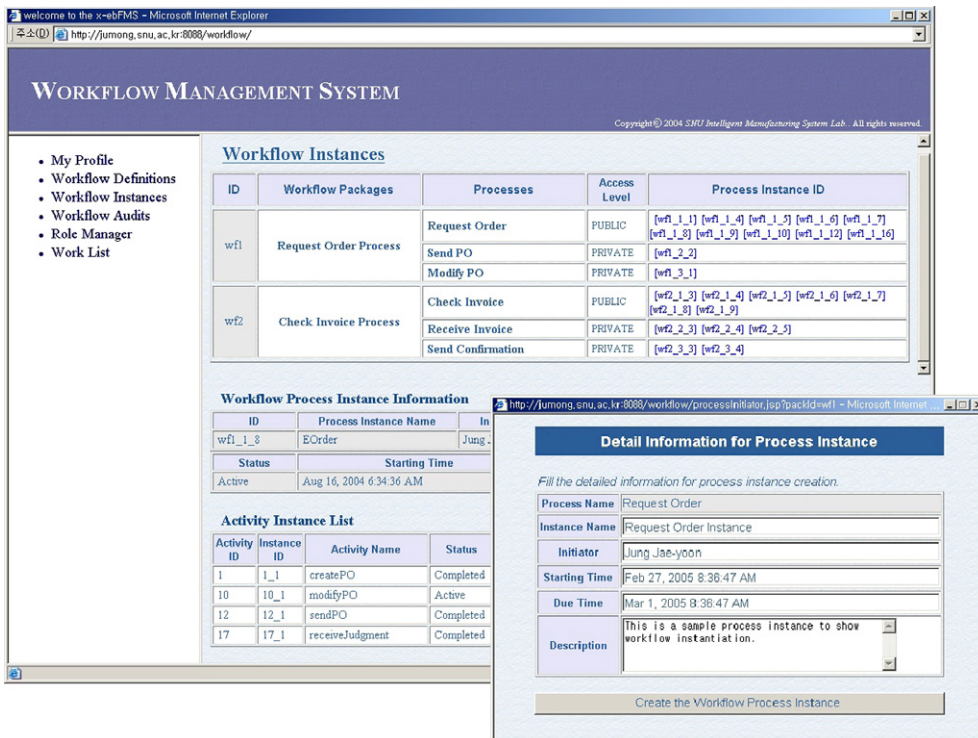 welcome to the x-ebFMS - Microsoft Internet Explorer
주소(D) http://jumong.snu.ac.kr:8088/workflow/
WORKFLOW MANAGEMENT SYSTEM
Copyright© 2004 SNU Intelligent Manufacturing System Lab.. All rights reserved.
• My Profile
• Workflow Definitions
• Workflow Instances
• Workflow Audits
• Role Manager
• Work List
Workflow Instances
ID Workflow Packages Processes Access Level Process Instance ID
wf1 Request Order Process
Request Order PUBLIC [wf1_1_1] [wf1_1_4] [wf1_1_5] [wf1_1_6] [wf1_1_7]
[wf1_1_8] [wf1_1_9] [wf1_1_10] [wf1_1_12] [wf1_1_16]
Send PO PRIVATE [wf1_2_2]
Modify PO PRIVATE [wf1_3_1]
wf2 Check Invoice Process
Check Invoice PUBLIC [wf2_1_3] [wf2_1_4] [wf2_1_5] [wf2_1_6] [wf2_1_7]
[wf2_1_8] [wf2_1_9]
Receive Invoice PRIVATE [wf2_2_3] [wf2_2_4] [wf2_2_5]
Send Confirmation PRIVATE [wf2_3_3] [wf2_3_4]
Workflow Process Instance Information
ID Process Instance Name In
wf1_1_8 EOrder Jung J
Status Starting Time
Active Aug 16, 2004 6:34:36 AM
Activity Instance List
Activity ID Instance ID Activity Name Status
1 1_1 createPO Completed
10 10_1 modifyPO Active
12 12_1 sendPO Completed
17 17_1 receiveJudgment Completed
http://jumong.snu.ac.kr:8088/workflow/processInitiator.jsp?packId=wf1 - Microsoft Internet ...
Detail Information for Process Instance
Fill the detailed information for process instance creation.
Process Name Request Order
Instance Name Request Order Instance
Initiator Jung Jae-yoon
Starting Time Feb 27, 2005 8:36:47 AM
Due Time Mar 1, 2005 8:36:47 AM
Description This is a sample process instance to show
workflow instantiation.
Create the Workflow Process Instance